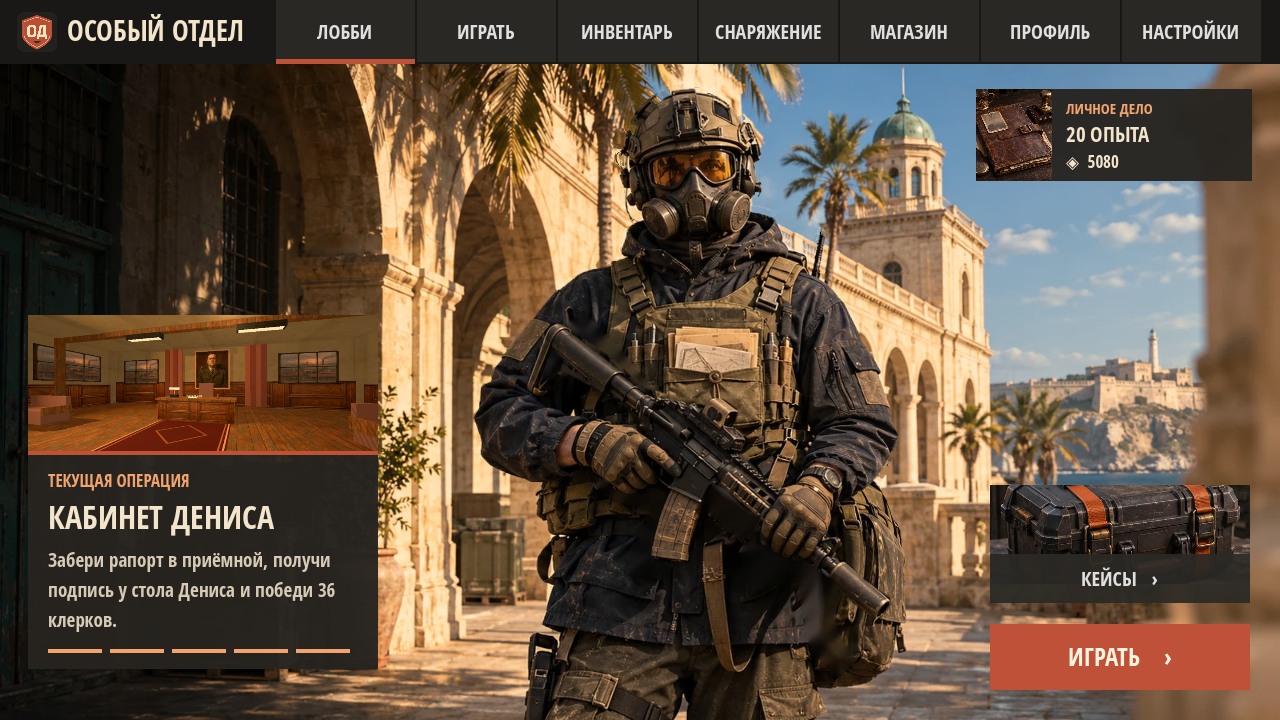 ОД ОСОБЫЙ ОТДЕЛ
ЛОББИ
ИГРАТЬ
ИНВЕНТАРЬ
СНАРЯЖЕНИЕ
МАГАЗИН
ПРОФИЛЬ
НАСТРОЙКИ
ЛИЧНОЕ ДЕЛО
20 ОПЫТА
◈ 5080
ТЕКУЩАЯ ОПЕРАЦИЯ
КАБИНЕТ ДЕНИСА
Забери рапорт в приёмной, получи
подпись у стола Дениса и победи 36
клерков.
КЕЙСЫ ›
ИГРАТЬ ›